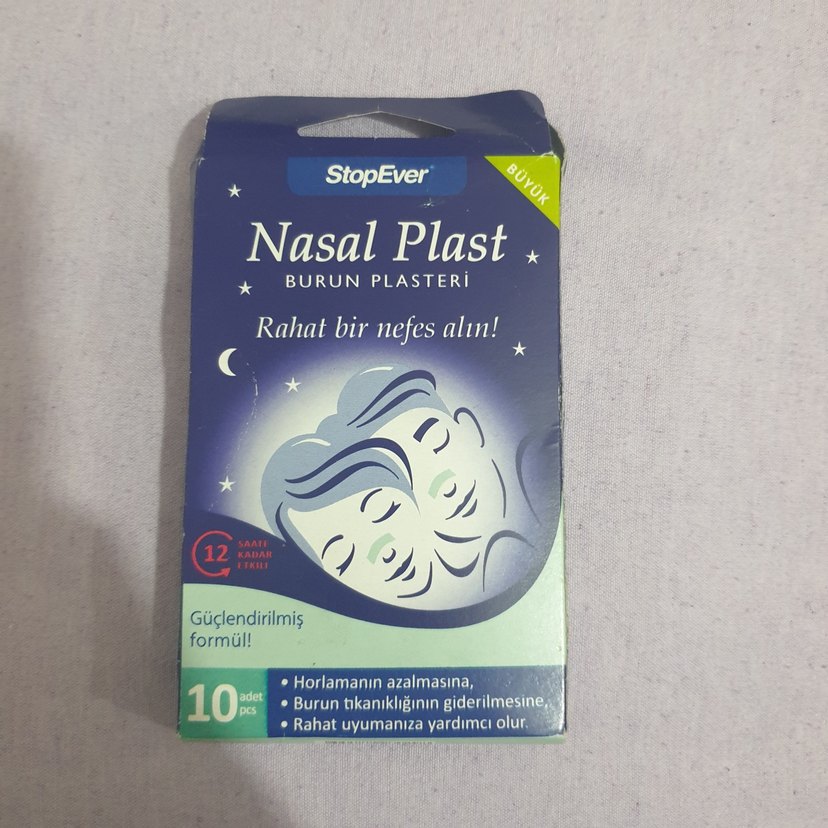 StopEver
BÜYÜK
Nasal Plast
BURUN PLASTERİ
Rahat bir nefes alın!
12
SAATE
KADAR
ETKİLİ
Güçlendirilmiş
formül!
10 adet
pcs
• Horlamanın azalmasına,
• Burun tıkanıklığının giderilmesine,
• Rahat uyumanıza yardımcı olur.